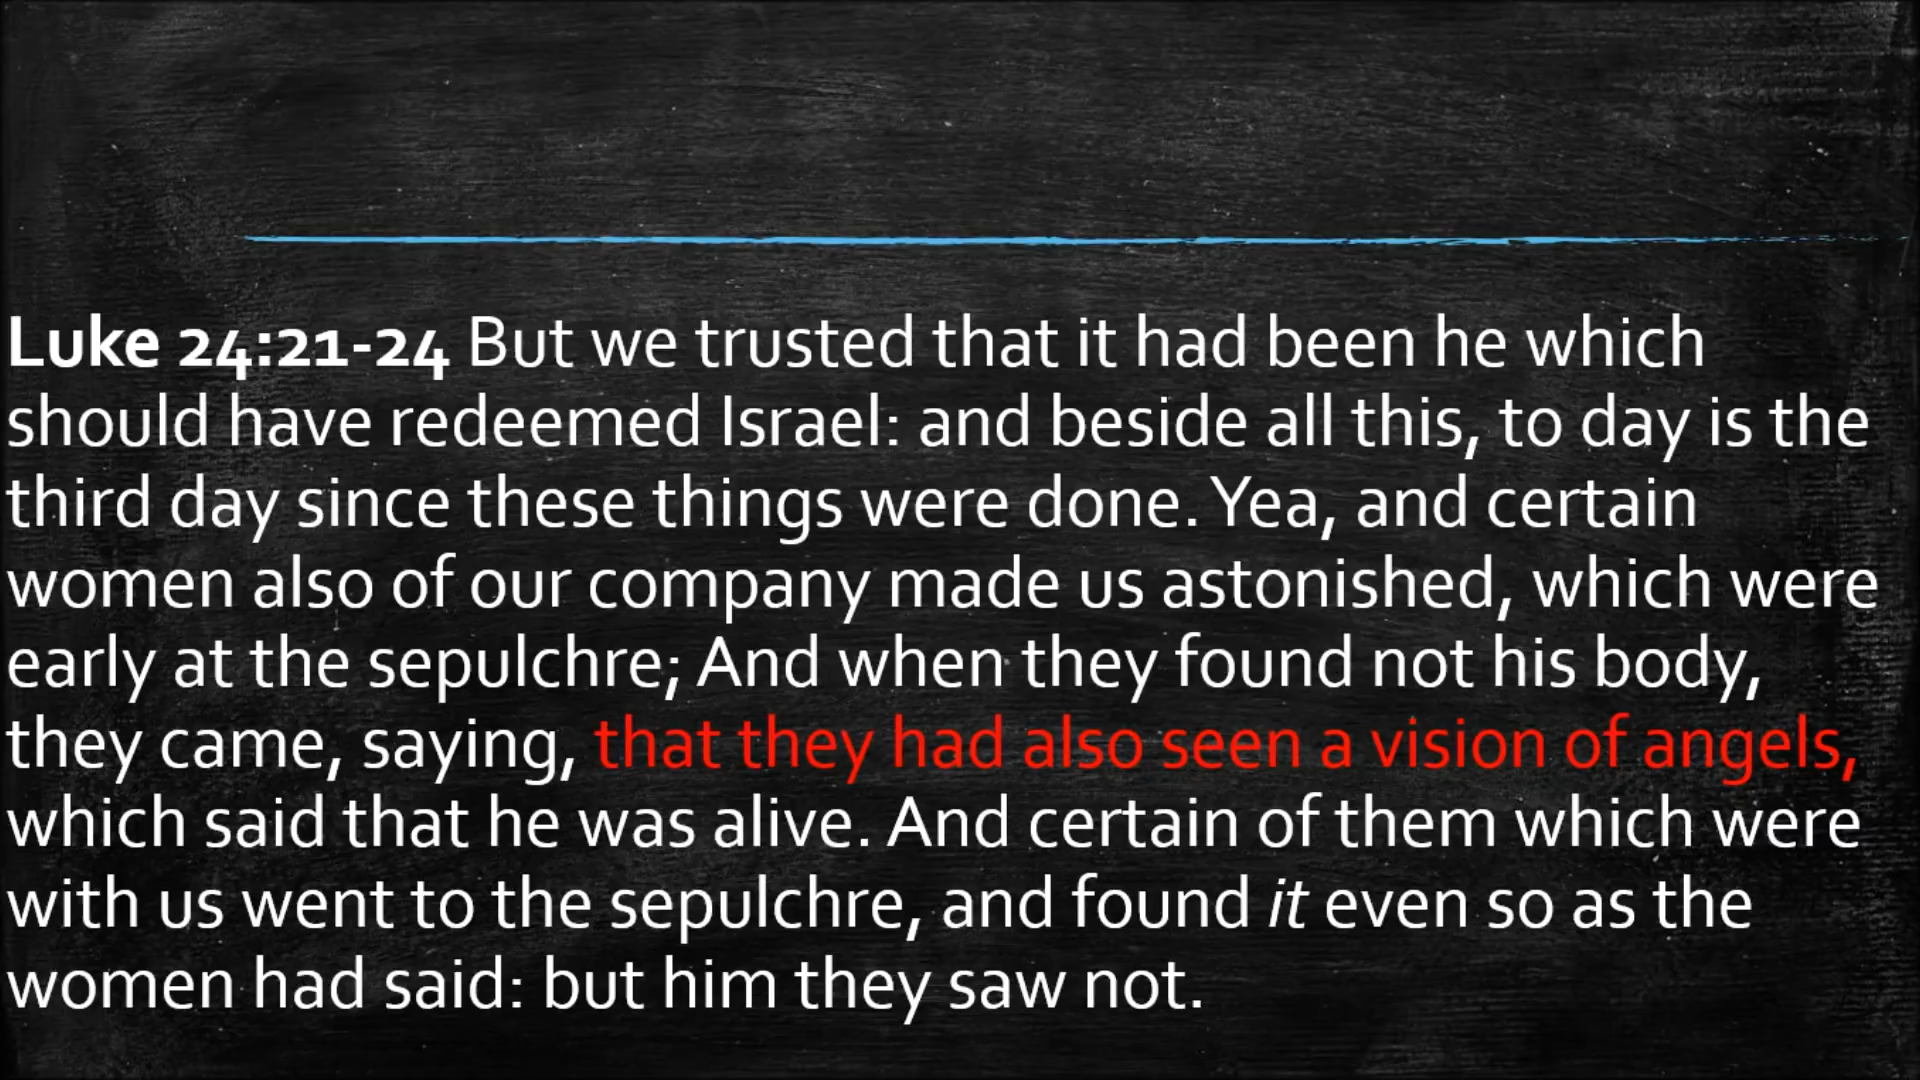 Luke 24:21-24 But we trusted that it had been he which
should have redeemed Israel: and beside all this, to day is the
third day since these things were done. Yea, and certain
women also of our company made us astonished, which were
early at the sepulchre; And when they found not his body,
they came, saying, that they had also seen a vision of angels,
which said that he was alive. And certain of them which were
with us went to the sepulchre, and found it even so as the
women had said: but him they saw not.